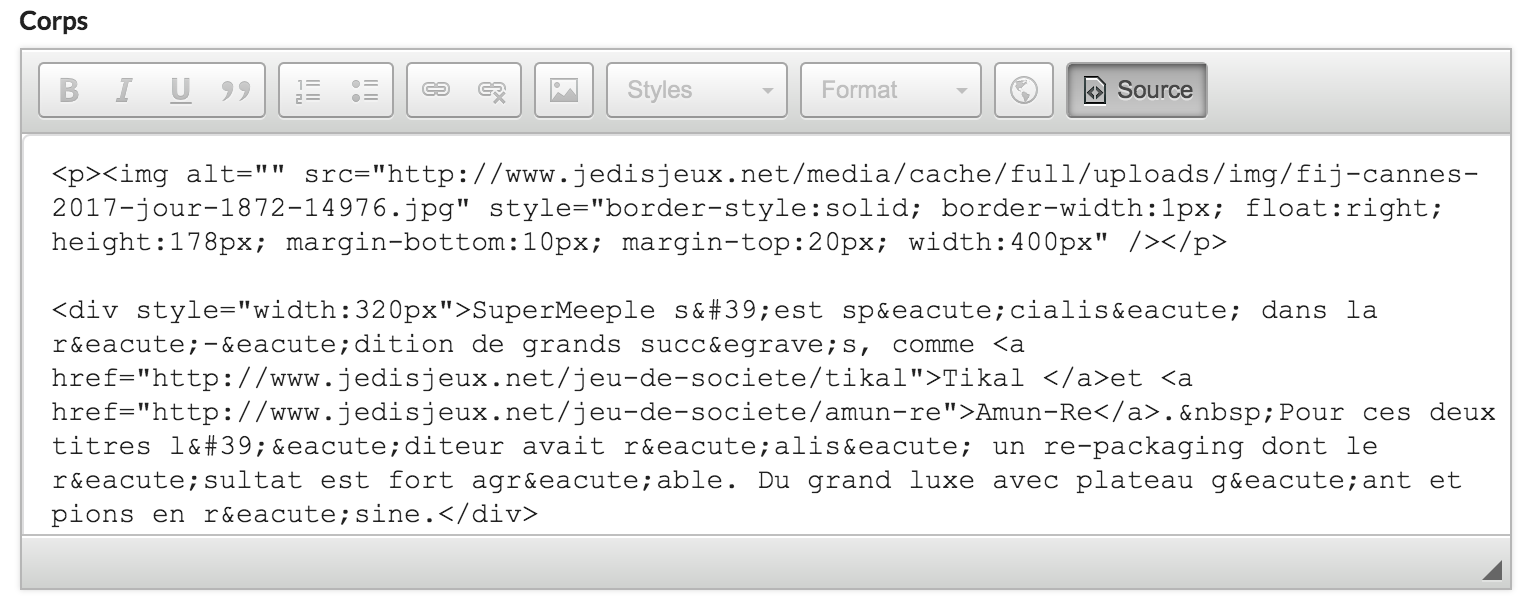 Corps
B I U ” Styles Format Source
<p><img alt="" src="http://www.jedisjeux.net/media/cache/full/uploads/img/fij-cannes-
2017-jour-1872-14976.jpg" style="border-style:solid; border-width:1px; float:right;
height:178px; margin-bottom:10px; margin-top:20px; width:400px" /></p>
<div style="width:320px">SuperMeeple s&#39;est sp&eacute;cialis&eacute; dans la
r&eacute;-&eacute;dition de grands succ&egrave;s, comme <a
href="http://www.jedisjeux.net/jeu-de-societe/tikal">Tikal </a>et <a
href="http://www.jedisjeux.net/jeu-de-societe/amun-re">Amun-Re</a>.&nbsp;Pour ces deux
titres l&#39;&eacute;diteur avait r&eacute;alis&eacute; un re-packaging dont le
r&eacute;sultat est fort agr&eacute;able. Du grand luxe avec plateau g&eacute;ant et
pions en r&eacute;sine.</div>